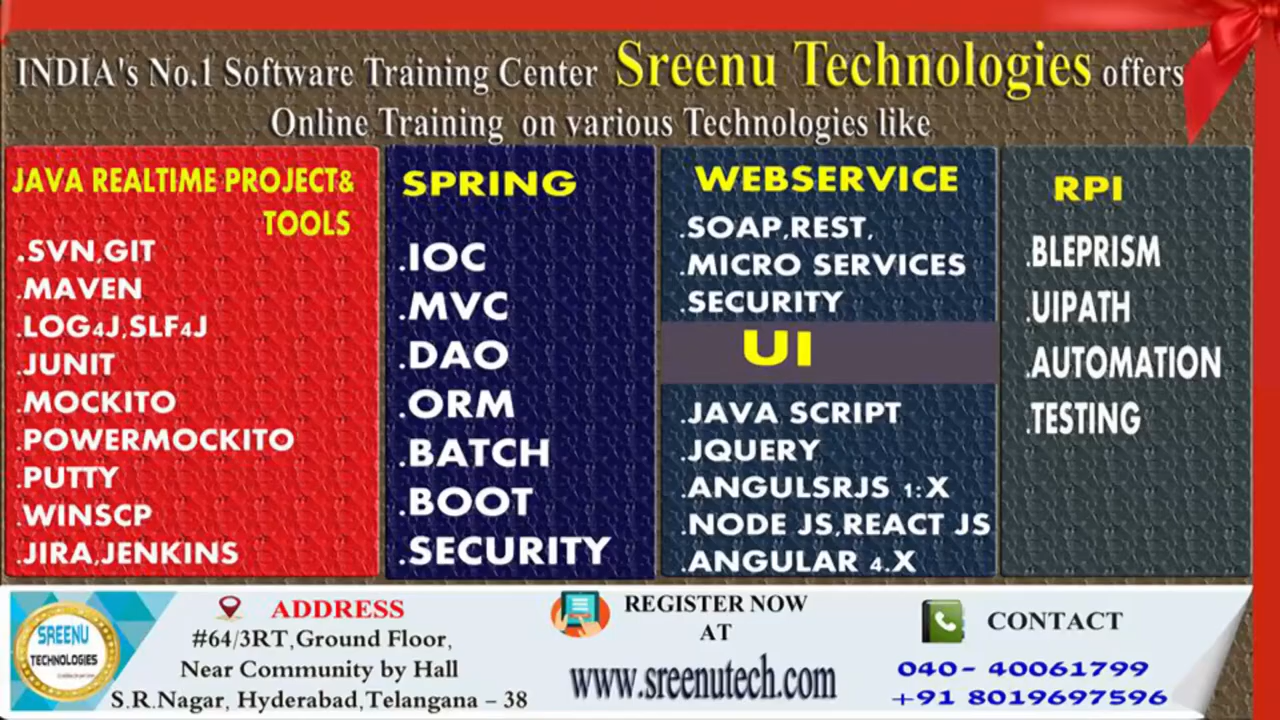 INDIA's No.1 Software Training Center Sreenu Technologies offers
Online Training on various Technologies like
JAVA REALTIME PROJECT&
TOOLS
.SVN,GIT
.MAVEN
.LOG4J,SLF4J
.JUNIT
.MOCKITO
.POWERMOCKITO
.PUTTY
.WINSCP
.JIRA,JENKINS
SPRING
.IOC
.MVC
.DAO
.ORM
.BATCH
.BOOT
.SECURITY
WEBSERVICE
.SOAP,REST,
.MICRO SERVICES
.SECURITY
UI
.JAVA SCRIPT
.JQUERY
.ANGULSRJS 1:X
.NODE JS,REACT JS
.ANGULAR 4.X
RPI
.BLEPRISM
.UIPATH
.AUTOMATION
.TESTING
SREENU
TECHNOLOGIES
ADDRESS
#64/3RT,Ground Floor,
Near Community by Hall
S.R.Nagar, Hyderabad,Telangana – 38
REGISTER NOW
AT
www.sreenutech.com
CONTACT
040- 40061799
+91 8019697596